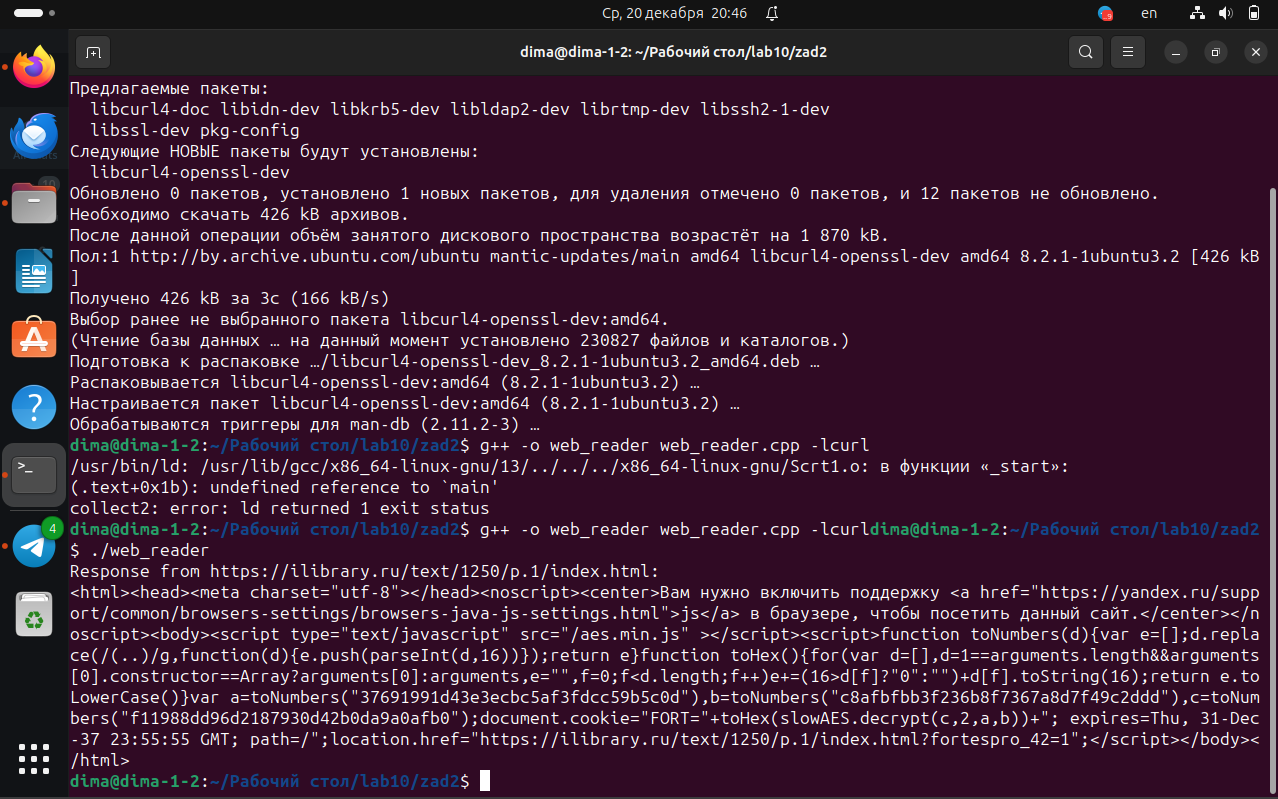 Ср, 20 декабря 20:46
9
en
dima@dima-1-2: ~/Рабочий стол/lab10/zad2
Предлагаемые пакеты:
libcurl4-doc libidn-dev libkrb5-dev libldap2-dev librtmp-dev libssh2-1-dev
libssl-dev pkg-config
Следующие НОВЫЕ пакеты будут установлены:
libcurl4-openssl-dev
Обновлено 0 пакетов, установлено 1 новых пакетов, для удаления отмечено 0 пакетов, и 12 пакетов не обновлено.
Необходимо скачать 426 kB архивов.
После данной операции объём занятого дискового пространства возрастёт на 1 870 kB.
Пол:1 http://by.archive.ubuntu.com/ubuntu mantic-updates/main amd64 libcurl4-openssl-dev amd64 8.2.1-1ubuntu3.2 [426 kB
]
Получено 426 kB за 3с (166 kB/s)
Выбор ранее не выбранного пакета libcurl4-openssl-dev:amd64.
(Чтение базы данных … на данный момент установлено 230827 файлов и каталогов.)
Подготовка к распаковке …/libcurl4-openssl-dev_8.2.1-1ubuntu3.2_amd64.deb …
Распаковывается libcurl4-openssl-dev:amd64 (8.2.1-1ubuntu3.2) …
Настраивается пакет libcurl4-openssl-dev:amd64 (8.2.1-1ubuntu3.2) …
Обрабатываются триггеры для man-db (2.11.2-3) …
dima@dima-1-2:~/Рабочий стол/lab10/zad2$ g++ -o web_reader web_reader.cpp -lcurl
/usr/bin/ld: /usr/lib/gcc/x86_64-linux-gnu/13/../../../x86_64-linux-gnu/Scrt1.o: в функции «_start»:
(.text+0x1b): undefined reference to `main'
collect2: error: ld returned 1 exit status
dima@dima-1-2:~/Рабочий стол/lab10/zad2$ g++ -o web_reader web_reader.cpp -lcurldima@dima-1-2:~/Рабочий стол/lab10/zad2
$ ./web_reader
Response from https://ilibrary.ru/text/1250/p.1/index.html:
<html><head><meta charset="utf-8"></head><noscript><center>Вам нужно включить поддержку <a href="https://yandex.ru/supp
ort/common/browsers-settings/browsers-java-js-settings.html">js</a> в браузере, чтобы посетить данный сайт.</center></n
oscript><body><script type="text/javascript" src="/aes.min.js" ></script><script>function toNumbers(d){var e=[];d.repla
ce(/(..)/g,function(d){e.push(parseInt(d,16))});return e}function toHex(){for(var d=[],d=1==arguments.length&&arguments
[0].constructor==Array?arguments[0]:arguments,e="",f=0;f<d.length;f++)e+=(16>d[f]?"0":"")+d[f].toString(16);return e.to
LowerCase()}var a=toNumbers("37691991d43e3ecbc5af3fdcc59b5c0d"),b=toNumbers("c8afbfbb3f236b8f7367a8d7f49c2ddd"),c=toNum
bers("f11988dd96d2187930d42b0da9a0afb0");document.cookie="FORT="+toHex(slowAES.decrypt(c,2,a,b))+"; expires=Thu, 31-Dec
-37 23:55:55 GMT; path=/";location.href="https://ilibrary.ru/text/1250/p.1/index.html?fortespro_42=1";</script></body><
/html>
dima@dima-1-2:~/Рабочий стол/lab10/zad2$
4